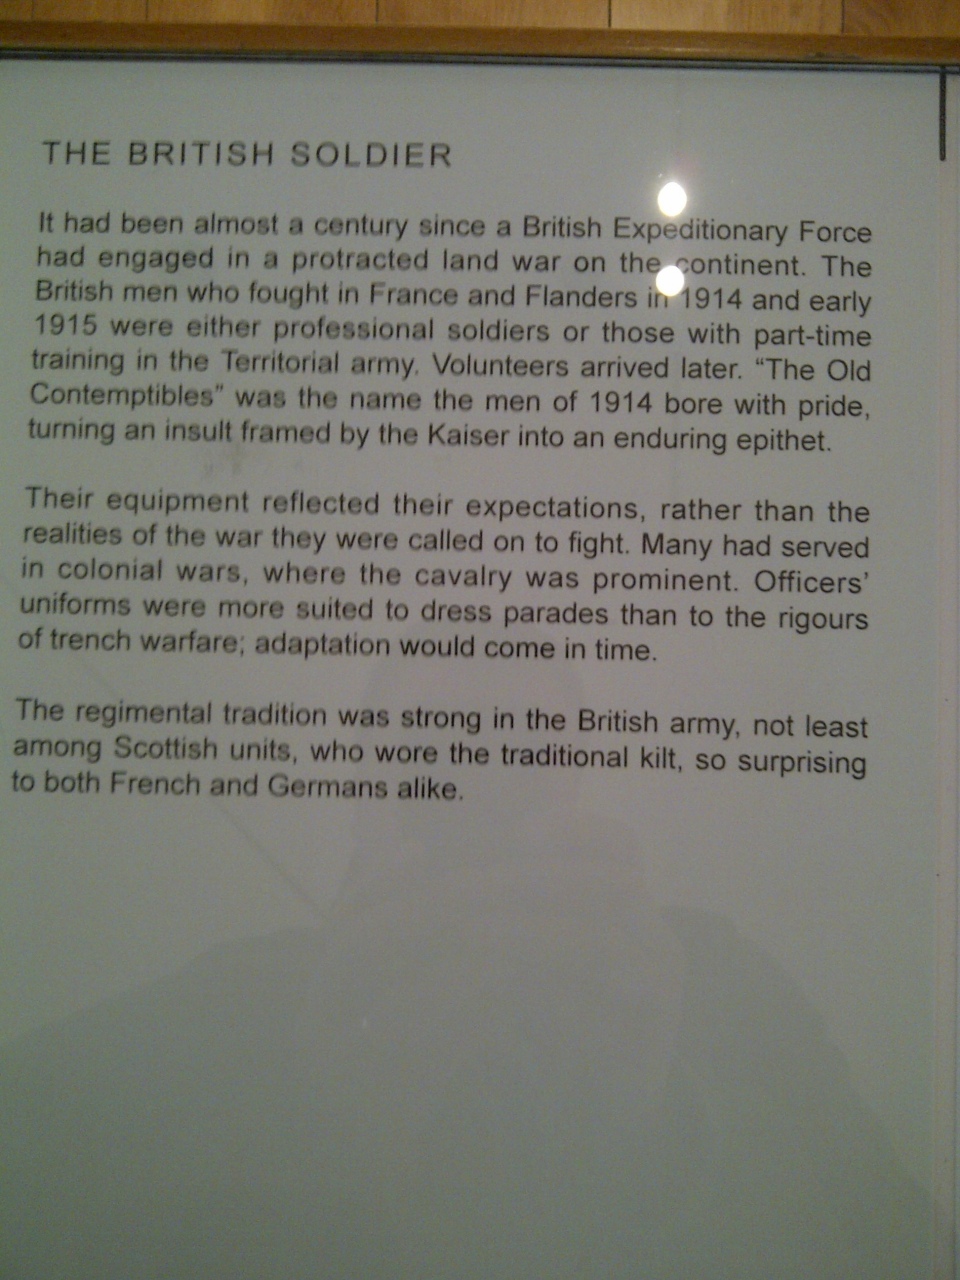 THE BRITISH SOLDIER
It had been almost a century since a British Expeditionary Force
had engaged in a protracted land war on the continent. The
British men who fought in France and Flanders in 1914 and early
1915 were either professional soldiers or those with part-time
training in the Territorial army. Volunteers arrived later. “The Old
Contemptibles” was the name the men of 1914 bore with pride,
turning an insult framed by the Kaiser into an enduring epithet.
Their equipment reflected their expectations, rather than the
realities of the war they were called on to fight. Many had served
in colonial wars, where the cavalry was prominent. Officers’
uniforms were more suited to dress parades than to the rigours
of trench warfare; adaptation would come in time.
The regimental tradition was strong in the British army, not least
among Scottish units, who wore the traditional kilt, so surprising
to both French and Germans alike.